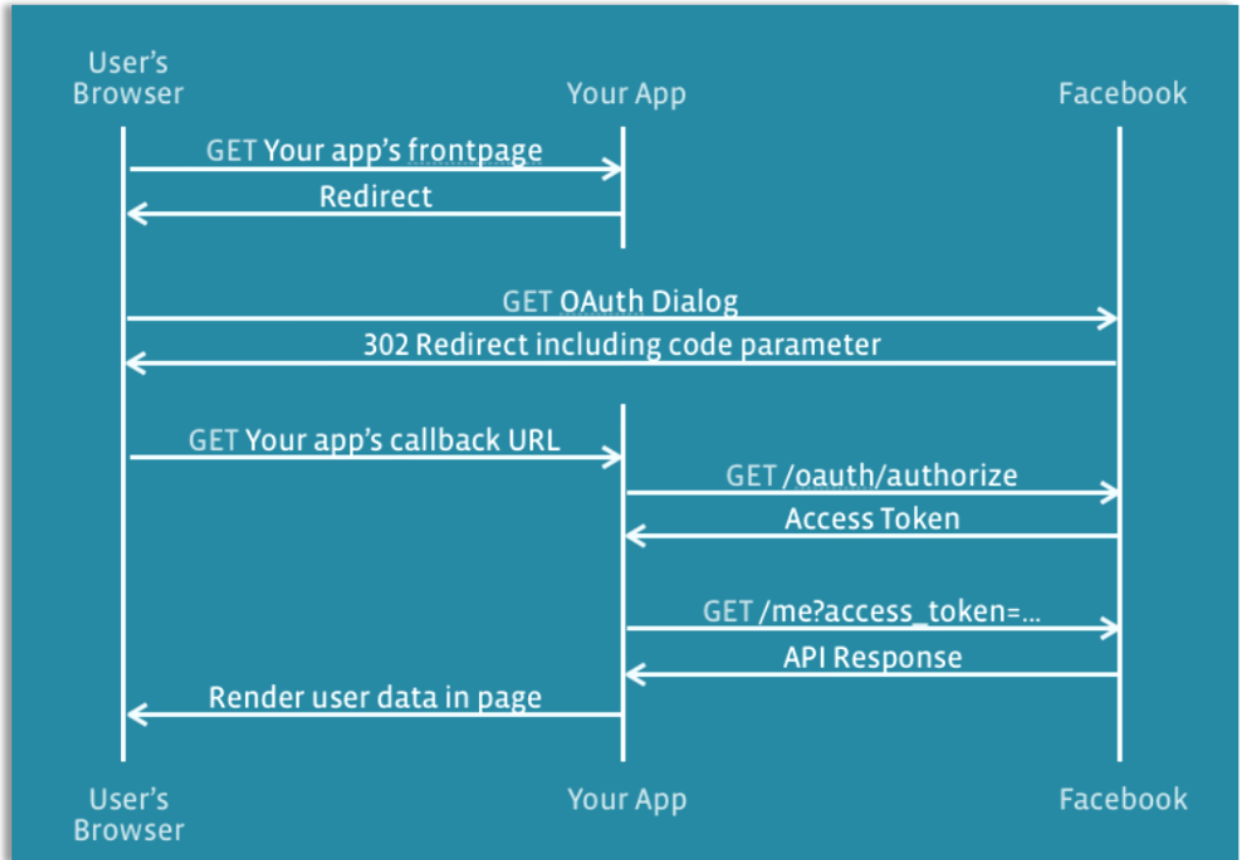 User's
Browser
Your App
Facebook
GET Your app's frontpage
Redirect
GET OAuth Dialog
302 Redirect including code parameter
GET Your app's callback URL
GET /oauth/authorize
Access Token
GET /me?access_token=...
API Response
Render user data in page
User's
Browser
Your App
Facebook